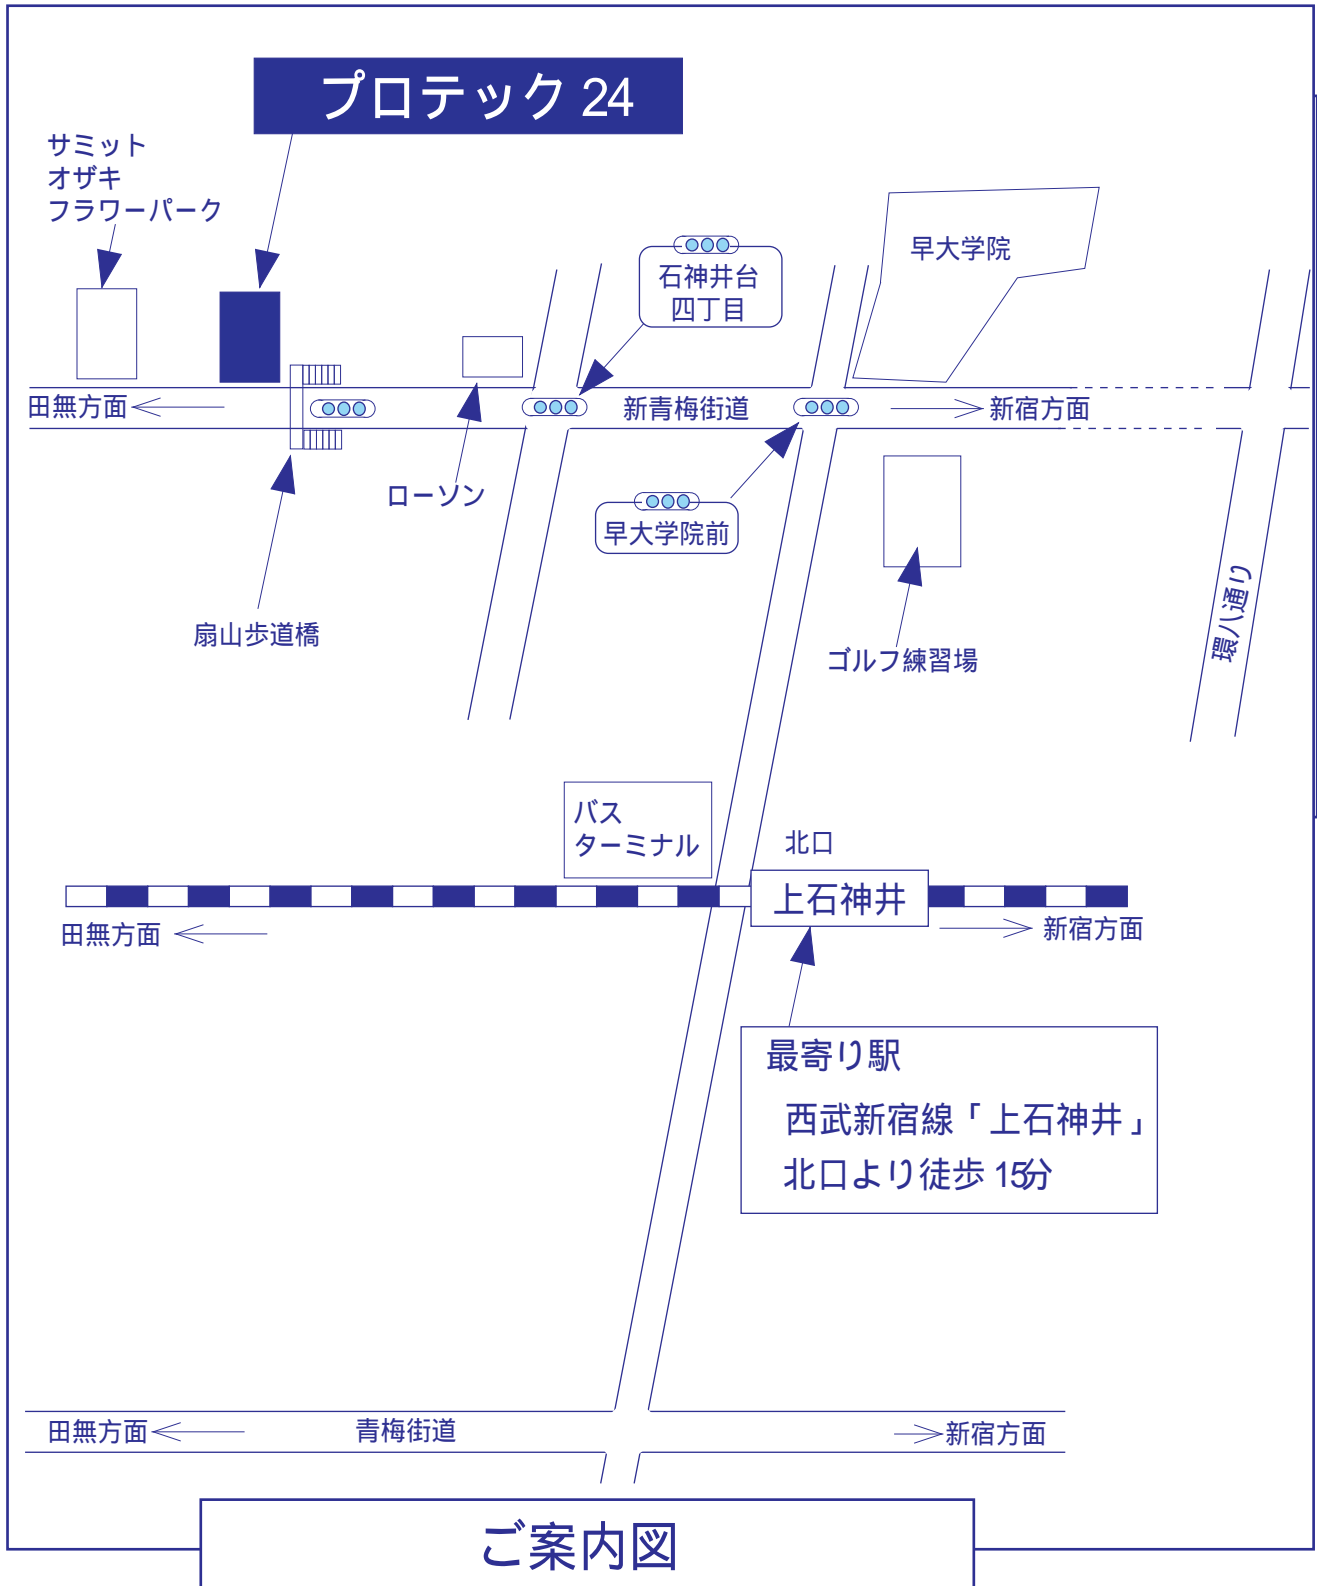 プロテック 24
サミット
オザキ
フラワーパーク
石神井台
四丁目
早大学院
田無方面
新青梅街道
新宿方面
ローソン
早大学院前
扇山歩道橋
ゴルフ練習場
環八通り
バス
ターミナル
北口
上石神井
田無方面
新宿方面
最寄り駅
西武新宿線「上石神井」
北口より徒歩 15分
田無方面
青梅街道
新宿方面
ご案内図